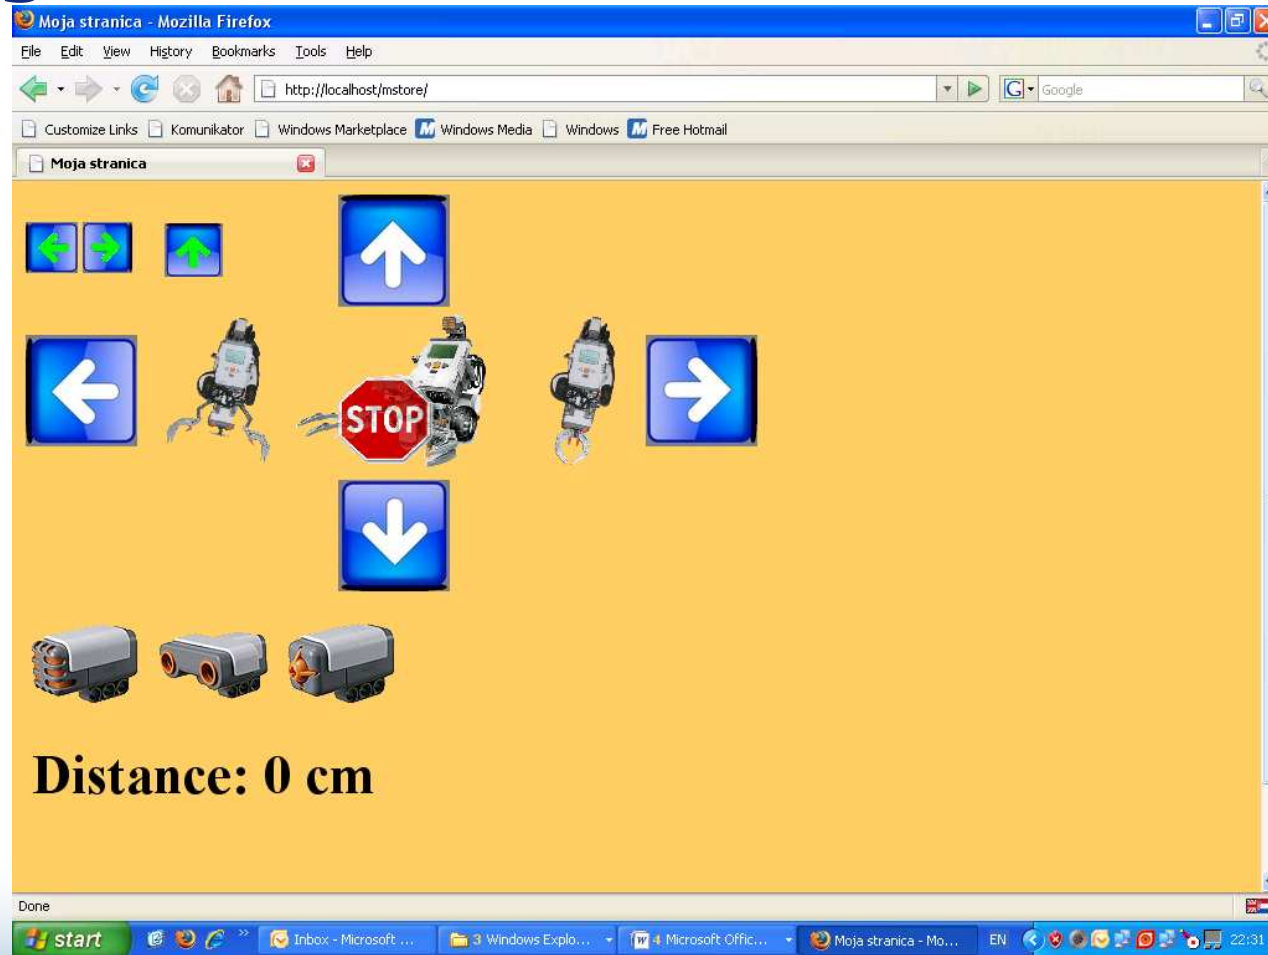 Moja stranica - Mozilla Firefox
File Edit View History Bookmarks Tools Help
http://localhost/mstore/ G Google
Customize Links Komunikator Windows Marketplace Windows Media Windows Free Hotmail
Moja stranica
STOP
Distance: 0 cm
Done
start Inbox - Microsoft ... 3 Windows Explo... 4 Microsoft Offic... Moja stranica - Mo... EN 22:31